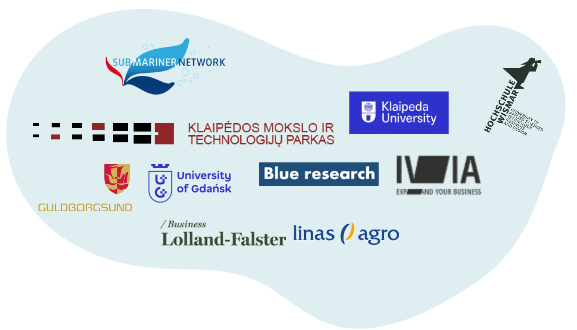 SUBMARINER NETWORK
HOCHSCHULE
WISMAR
Klaipeda
University
KLAIPĖDOS MOKSLO IR
TECHNOLOGIJŲ PARKAS
GULDBORGSUND
University
of Gdańsk
Blue research
IVIA
EXPAND YOUR BUSINESS
/ Business
Lolland-Falster
linas agro